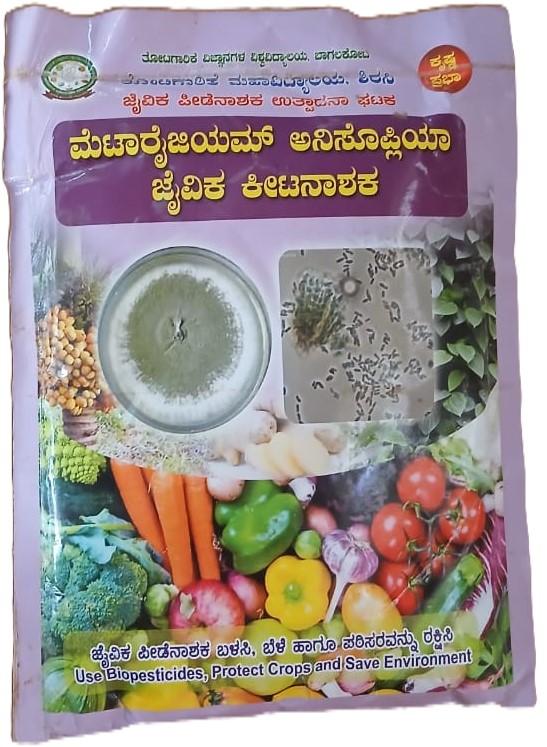 ತೋಟಗಾರಿಕೆ ವಿಜ್ಞಾನಗಳ ವಿಶ್ವವಿದ್ಯಾಲಯ, ಬಾಗಲಕೋಟ
ತೋಟಗಾರಿಕೆ ಮಹಾವಿದ್ಯಾಲಯ, ಶಿರಸಿ
ಜೈವಿಕ ಪೀಡೆನಾಶಕ ಉತ್ಪಾದನಾ ಘಟಕ
ಕೃಷ್ಣ
ಪ್ರಭಾ
ಮೆಟಾರೈಜಿಯಮ್ ಅನಿಸೊಪ್ಲಿಯಾ
ಜೈವಿಕ ಕೀಟನಾಶಕ
ಜೈವಿಕ ಪೀಡೆನಾಶಕ ಬಳಸಿ, ಬೆಳೆ ಹಾಗೂ ಪರಿಸರವನ್ನು ರಕ್ಷಿಸಿ
Use Biopesticides, Protect Crops and Save Environment